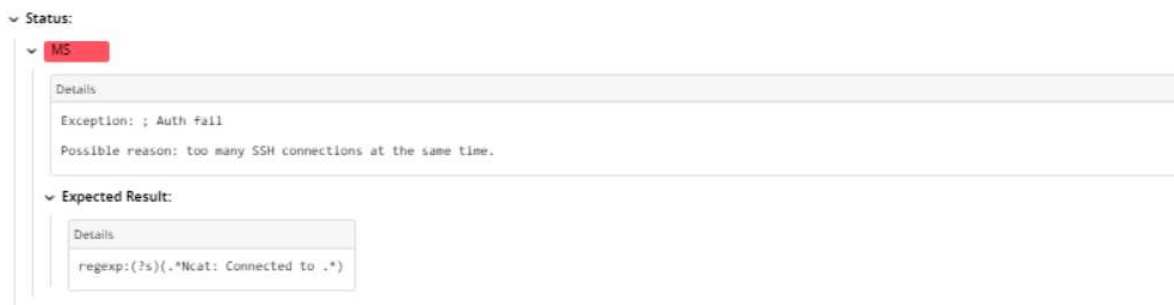 Status:
MS
Details
Exception: ; Auth fail
Possible reason: too many SSH connections at the same time.
Expected Result:
Details
regexp:(?s)(.*Ncat: Connected to .*)